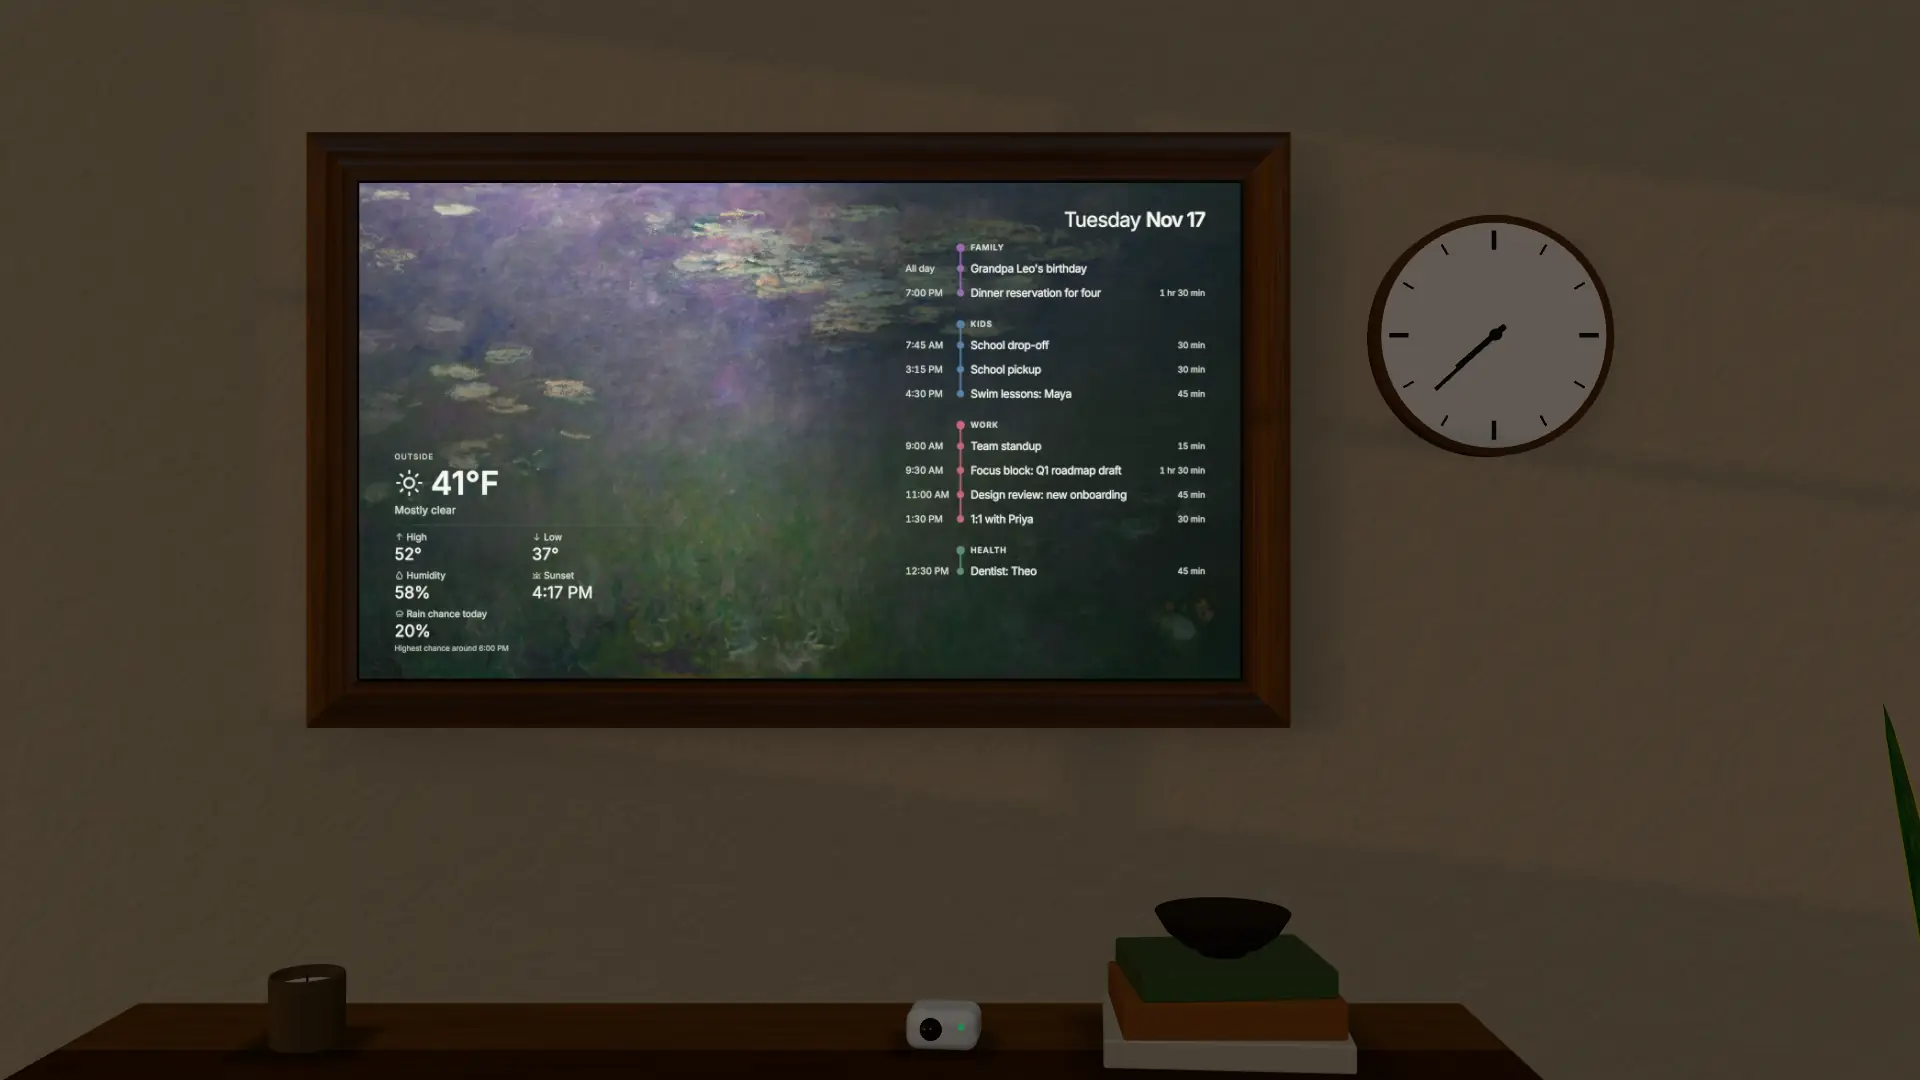 Tuesday Nov 17
FAMILY
All day Grandpa Leo's birthday
7:00 PM Dinner reservation for four 1 hr 30 min
KIDS
7:45 AM School drop-off 30 min
3:15 PM School pickup 30 min
4:30 PM Swim lessons: Maya 45 min
WORK
9:00 AM Team standup 15 min
9:30 AM Focus block: Q1 roadmap draft 1 hr 30 min
11:00 AM Design review: new onboarding 45 min
1:30 PM 1:1 with Priya 30 min
HEALTH
12:30 PM Dentist: Theo 45 min
OUTSIDE
41°F
Mostly clear
↑ High ↓ Low
52° 37°
Humidity Sunset
58% 4:17 PM
Rain chance today
20%
Highest chance around 6:00 PM